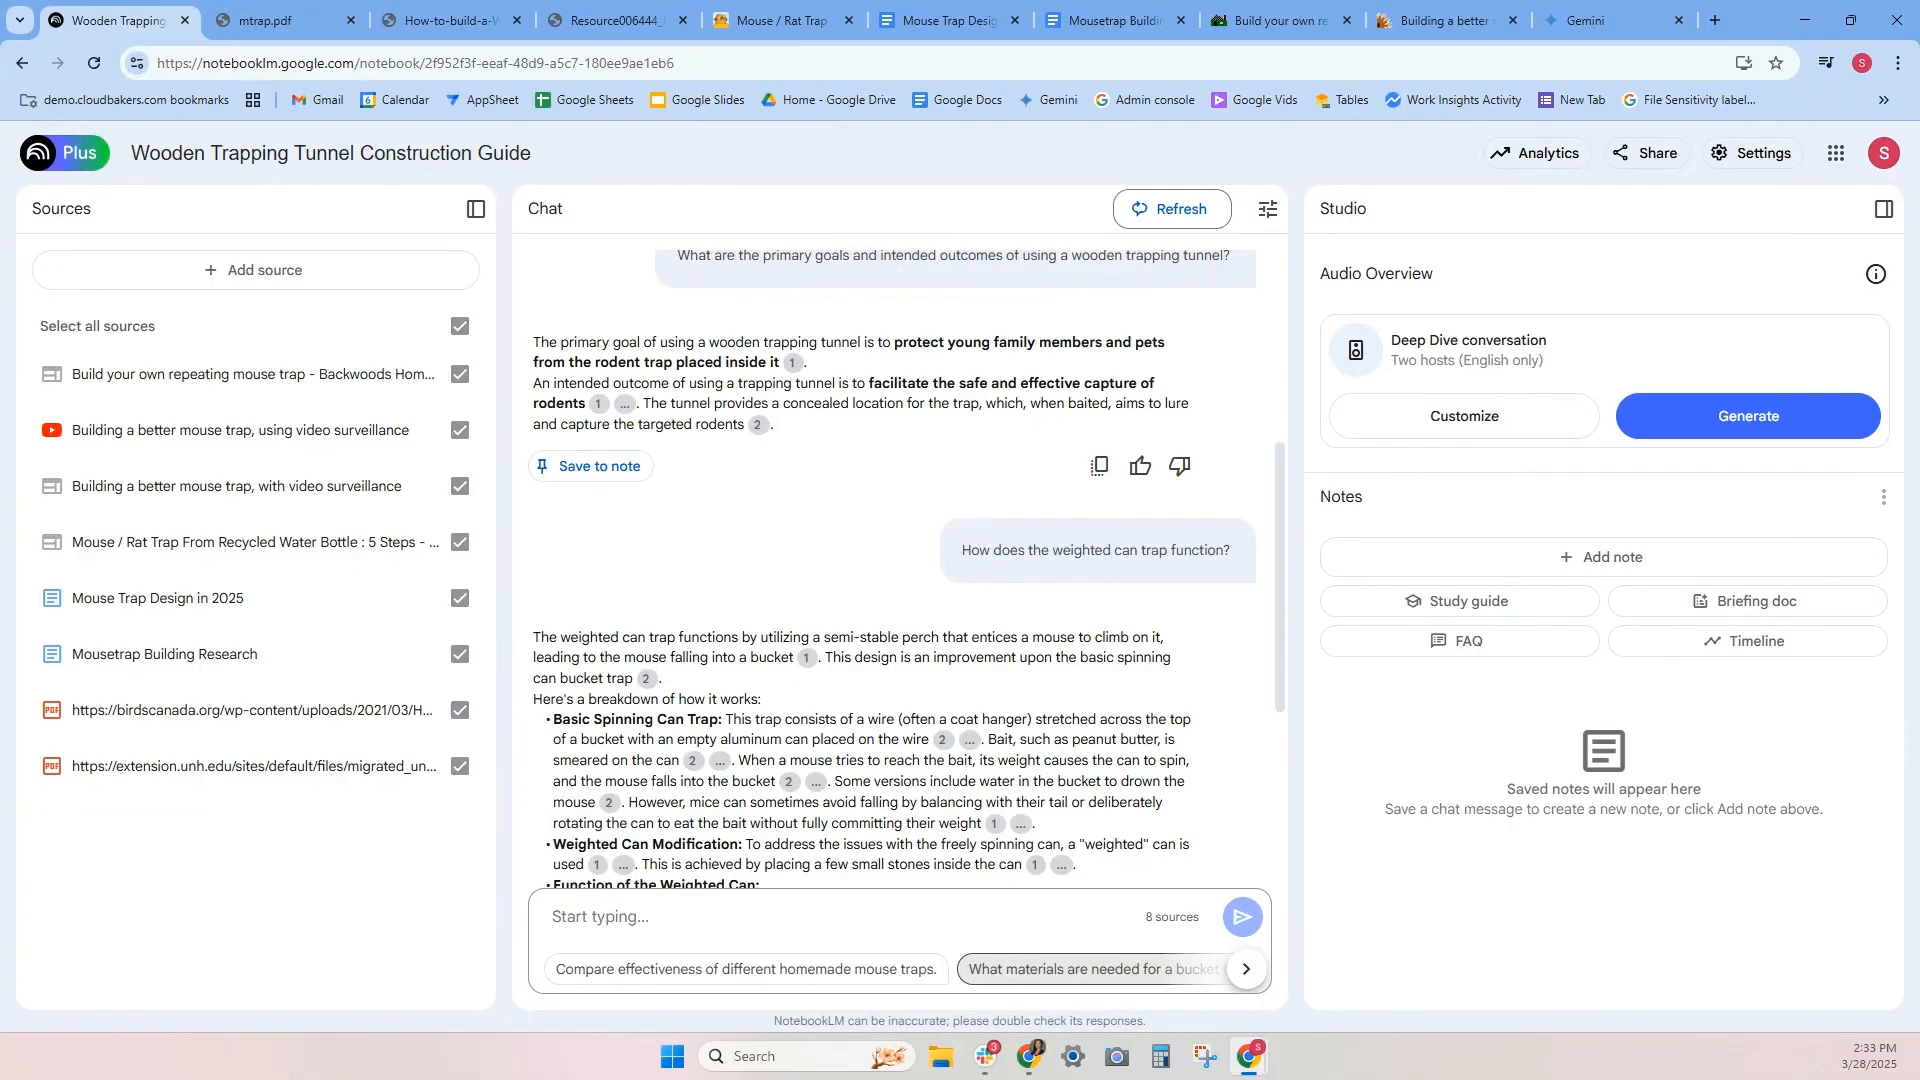 Wooden Trapping
mtrap.pdf
How-to-build-a-W
Resource006444_
Mouse / Rat Trap
Mouse Trap Desig
Mousetrap Buildi
Build your own re
Building a better
Gemini
https://notebooklm.google.com/notebook/2f952f3f-eeaf-48d9-a5c7-180ee9ae1eb6
S
demo.cloudbakers.com bookmarks
Gmail
6
Calendar
AppSheet
Google Sheets
Google Slides
Home - Google Drive
Google Docs
Gemini
Admin console
Google Vids
Tables
Work Insights Activity
New Tab
File Sensitivity label...
Plus
Wooden Trapping Tunnel Construction Guide
Analytics
Share
Settings
S
Sources
Add source
Select all sources
Build your own repeating mouse trap - Backwoods Hom...
Building a better mouse trap, using video surveillance
Building a better mouse trap, with video surveillance
Mouse / Rat Trap From Recycled Water Bottle : 5 Steps - ...
Mouse Trap Design in 2025
Mousetrap Building Research
PDF
https://birdscanada.org/wp-content/uploads/2021/03/H...
PDF
https://extension.unh.edu/sites/default/files/migrated_un...
Chat
Refresh
What are the primary goals and intended outcomes of using a wooden trapping tunnel?
The primary goal of using a wooden trapping tunnel is to protect young family members and pets
from the rodent trap placed inside it 1 .
An intended outcome of using a trapping tunnel is to facilitate the safe and effective capture of
rodents 1 ... . The tunnel provides a concealed location for the trap, which, when baited, aims to lure
and capture the targeted rodents 2 .
Save to note
How does the weighted can trap function?
The weighted can trap functions by utilizing a semi-stable perch that entices a mouse to climb on it,
leading to the mouse falling into a bucket 1 . This design is an improvement upon the basic spinning
can bucket trap 2 .
Here's a breakdown of how it works:
• Basic Spinning Can Trap: This trap consists of a wire (often a coat hanger) stretched across the top
of a bucket with an empty aluminum can placed on the wire 2 ... . Bait, such as peanut butter, is
smeared on the can 2 ... . When a mouse tries to reach the bait, its weight causes the can to spin,
and the mouse falls into the bucket 2 ... . Some versions include water in the bucket to drown the
mouse 2 . However, mice can sometimes avoid falling by balancing with their tail or deliberately
rotating the can to eat the bait without fully committing their weight 1 ... .
• Weighted Can Modification: To address the issues with the freely spinning can, a "weighted" can is
used 1 ... . This is achieved by placing a few small stones inside the can 1 ... .
• Function of the Weighted Can:
Start typing...
8 sources
Compare effectiveness of different homemade mouse traps.
What materials are needed for a bucket
NotebookLM can be inaccurate; please double check its responses.
Studio
Audio Overview
Deep Dive conversation
Two hosts (English only)
Customize
Generate
Notes
Add note
Study guide
Briefing doc
FAQ
Timeline
Saved notes will appear here
Save a chat message to create a new note, or click Add note above.
Search
3
S
2:33 PM
3/28/2025